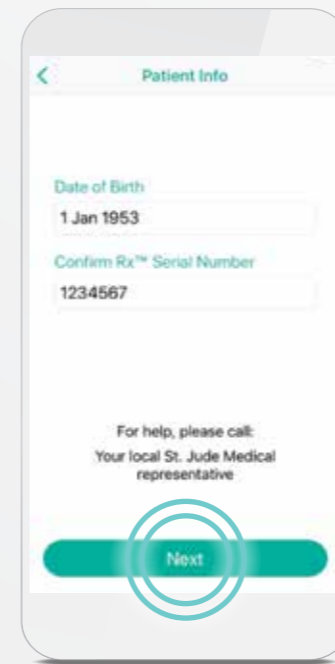 Patient Info
Date of Birth
1 Jan 1953
Confirm Rx™ Serial Number
1234567
For help, please call:
Your local St. Jude Medical
representative
Next